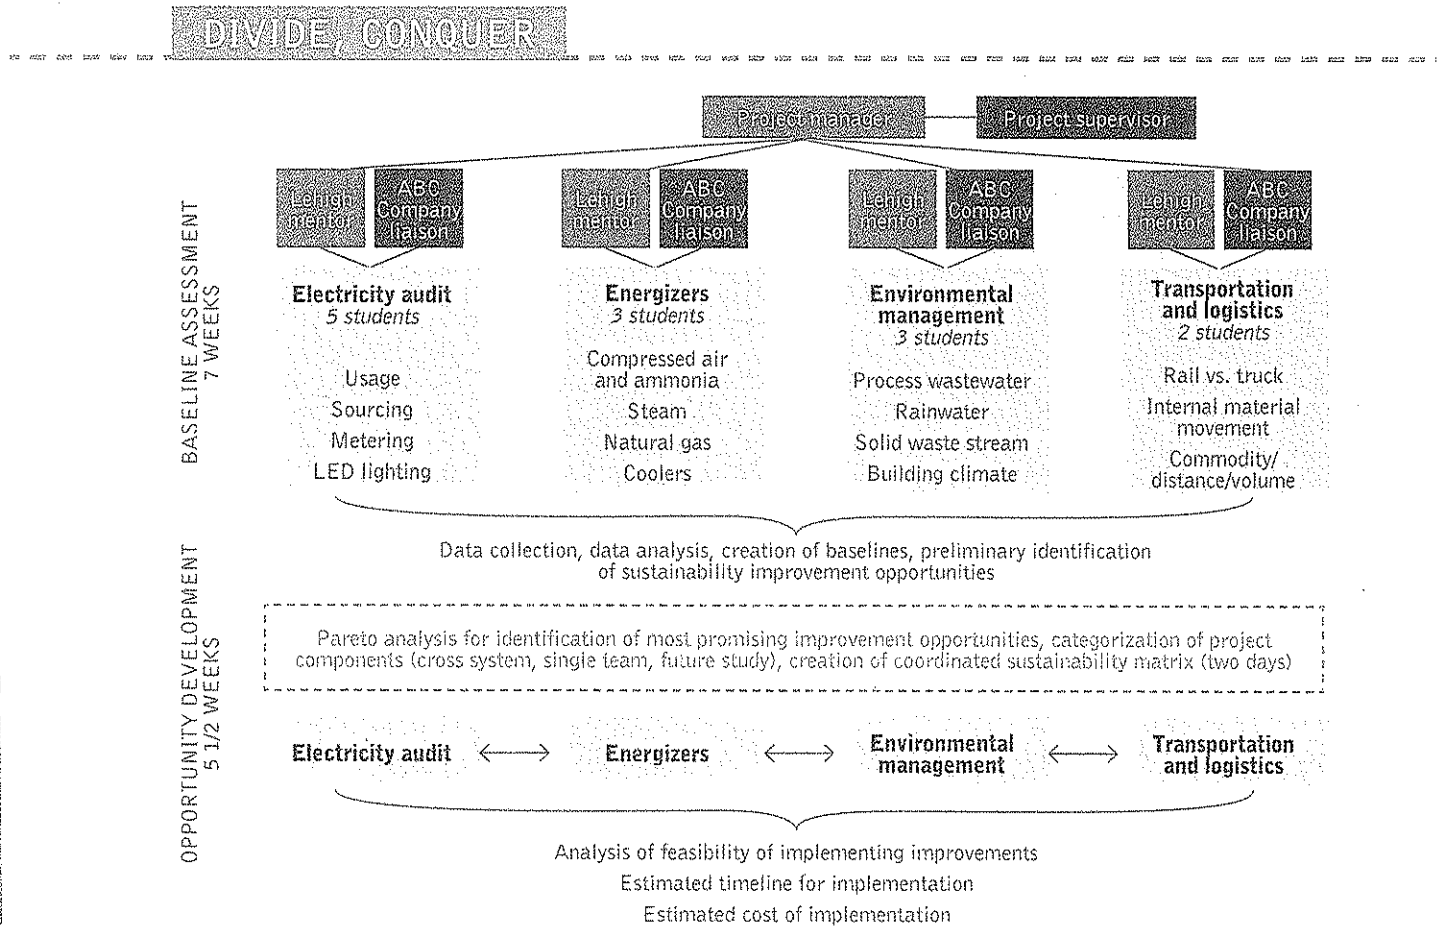 DIVIDE, CONQUER
Project manager
Project supervisor
Lehigh
mentor
ABC
Company
liaison
Lehigh
mentor
ABC
Company
liaison
Lehigh
mentor
ABC
Company
liaison
Lehigh
mentor
ABC
Company
liaison
BASELINE ASSESSMENT
7 WEEKS
Electricity audit
5 students
Usage
Sourcing
Metering
LED lighting
Energizers
3 students
Compressed air
and ammonia
Steam
Natural gas
Coolers
Environmental
management
3 students
Process wastewater
Rainwater
Solid waste stream
Building climate
Transportation
and logistics
2 students
Rail vs. truck
Internal material
movement
Commodity/
distance/volume
Data collection, data analysis, creation of baselines, preliminary identification
of sustainability improvement opportunities
OPPORTUNITY DEVELOPMENT
5 1/2 WEEKS
Pareto analysis for identification of most promising improvement opportunities, categorization of project
components (cross system, single team, future study), creation of coordinated sustainability matrix (two days)
Electricity audit
Energizers
Environmental
management
Transportation
and logistics
Analysis of feasibility of implementing improvements
Estimated timeline for implementation
Estimated cost of implementation